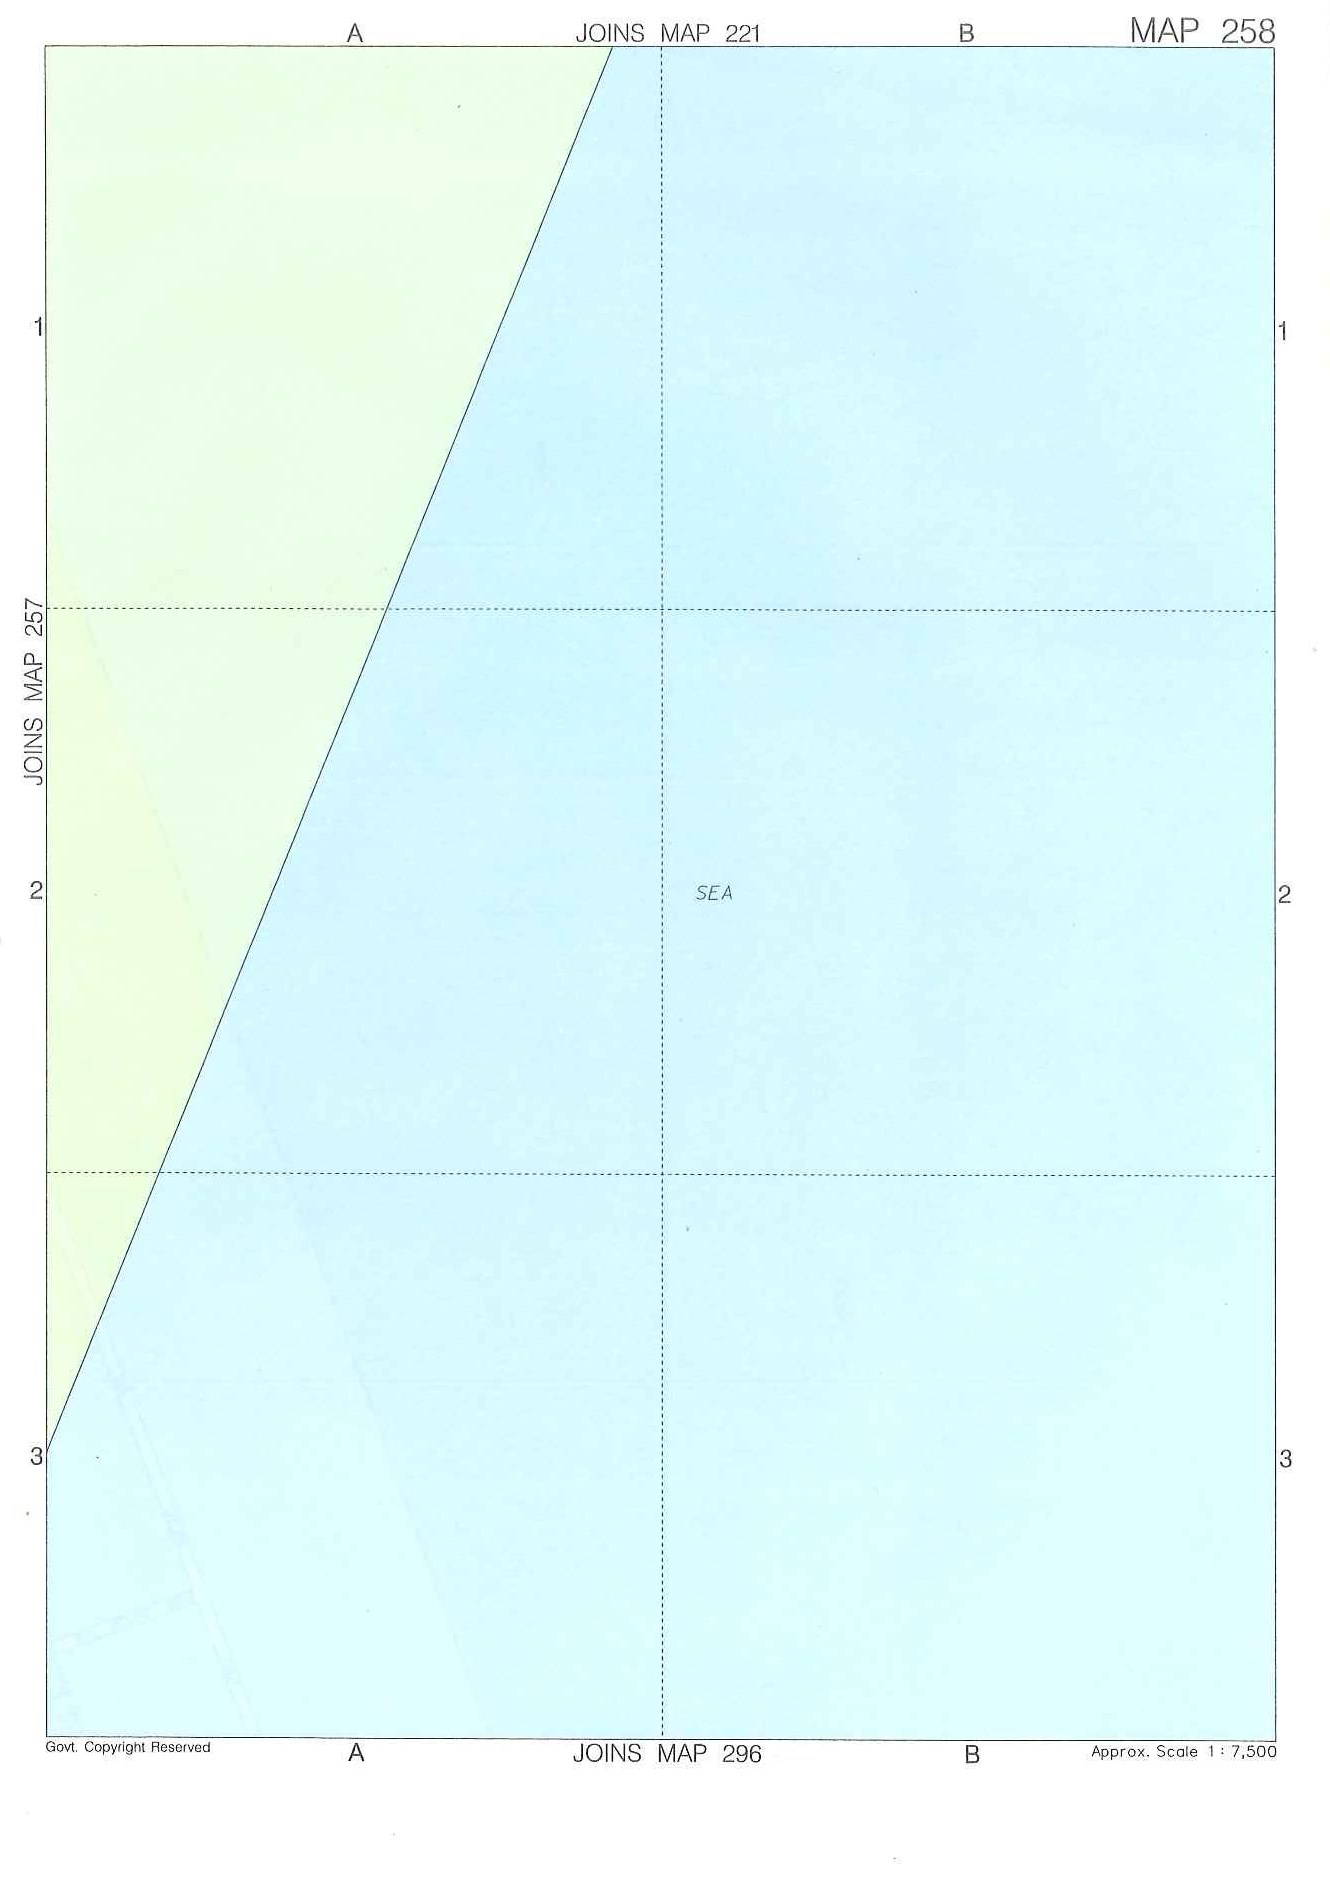 A JOINS MAP 221 B MAP 258
1 1
JOINS MAP 257
2 SEA 2
3 3
Govt. Copyright Reserved A JOINS MAP 296 B Approx. Scale 1 : 7,500